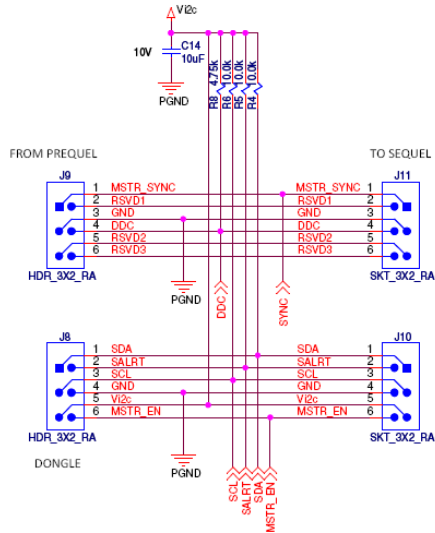 Vi2c
10V
C14
10uF
PGND
R8 4.75k
R6 10.0k
R5 10.0k
R4 10.0k
FROM PREQUEL
TO SEQUEL
J9
J11
1 MSTR_SYNC MSTR_SYNC 1
2 RSVD1 RSVD1 2
3 GND GND 3
4 DDC DDC 4
5 RSVD2 RSVD2 5
6 RSVD3 RSVD3 6
HDR_3X2_RA
SKT_3X2_RA
PGND
DDC
SYNC
J8
J10
1 SDA SDA 1
2 SALRT SALRT 2
3 SCL SCL 3
4 GND GND 4
5 Vi2c Vi2c 5
6 MSTR_EN MSTR_EN 6
HDR_3X2_RA
SKT_3X2_RA
DONGLE
PGND
SCL
SALRT
SDA
MSTR_EN